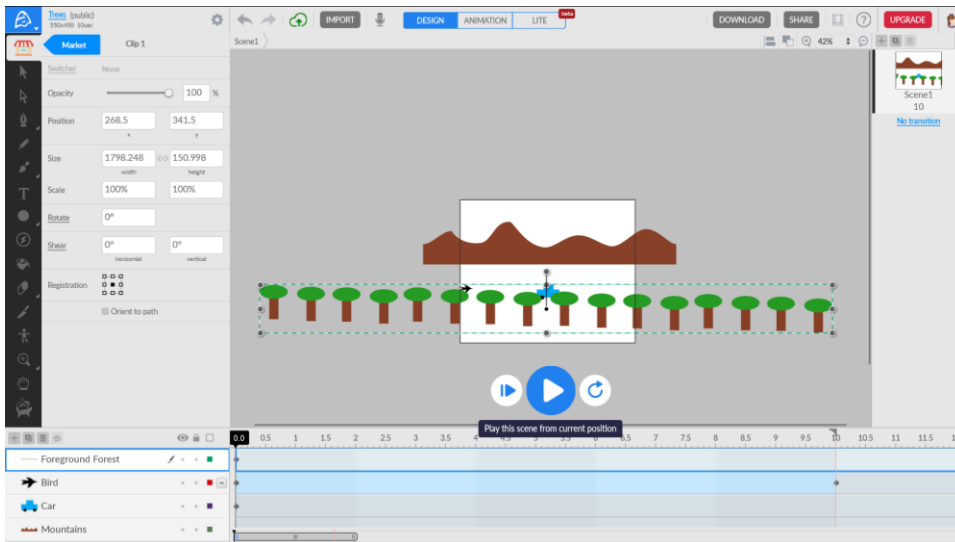 Trees (public)
550x450 10sec
IMPORT
DESIGN
ANIMATION
LITE
beta
DOWNLOAD
SHARE
?
UPGRADE
Market
Clip 1
Scene1
42%
Switcher
None
Opacity
100 %
Position
268.5
341.5
x
y
Size
1798.248
150.998
width
height
Scale
100%
100%
Rotate
0°
Shear
0°
0°
horizontal
vertical
Registration
Orient to path
Scene1
10
No transition
Play this scene from current position
0.0 0.5 1 1.5 2 2.5 3 3.5 4 6.5 7 7.5 8 8.5 9 9.5 10 10.5 11 11.5
Foreground Forest
Bird
Car
Mountains